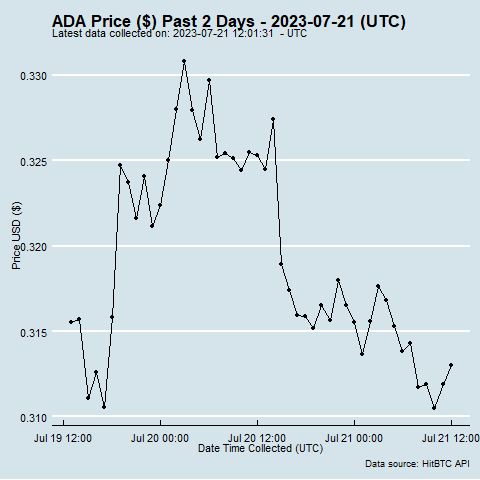 ADA Price ($) Past 2 Days - 2023-07-21 (UTC)
Latest data collected on: 2023-07-21 12:01:31 - UTC
0.330
0.325
0.320
0.315
0.310
Price USD ($)
Jul 19 12:00 Jul 20 00:00 Jul 20 12:00 Jul 21 00:00 Jul 21 12:00
Date Time Collected (UTC)
Data source: HitBTC API